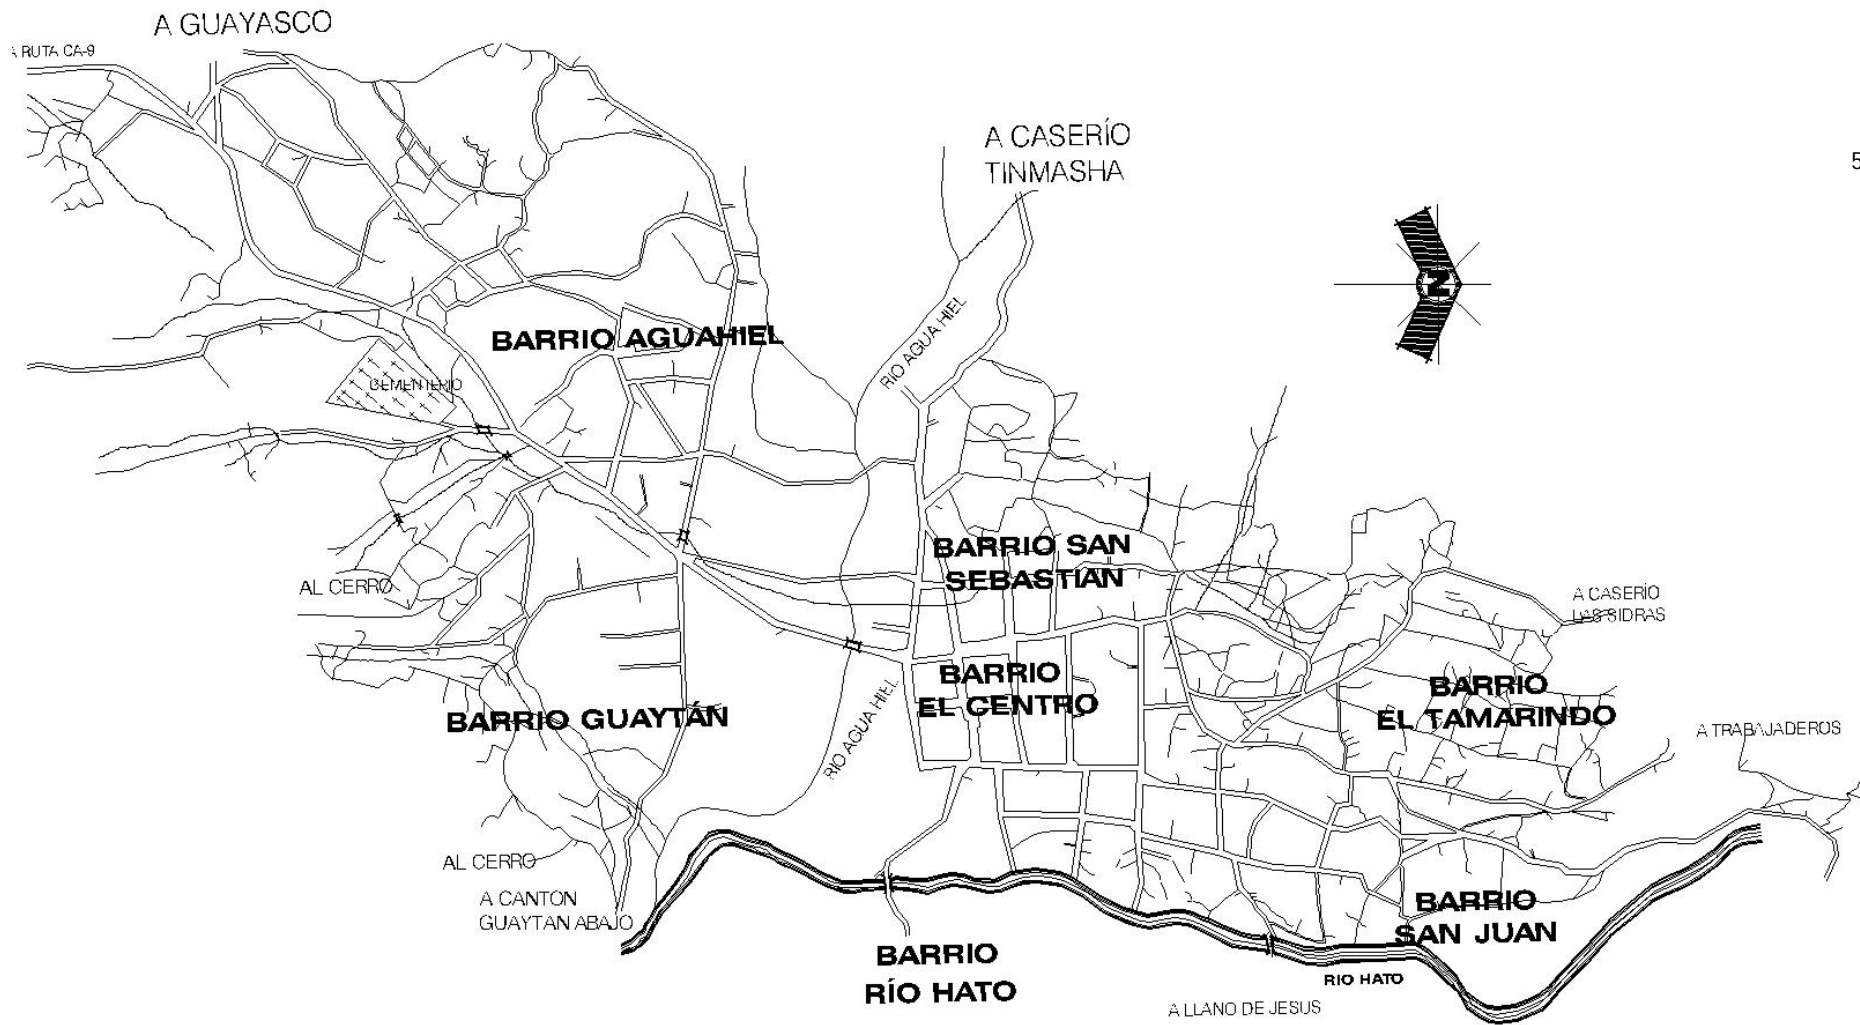 A GUAYASCO
A RUTA CA-9
A CASERÍO
TINMASHA
5
N
RIO AGUA HIEL
BARRIO AGUAHIEL
CEMENTERIO
BARRIO SAN
SEBASTIAN
AL CERRO
A CASERÍO
LAS SIDRAS
BARRIO
EL CENTRO
BARRIO
EL TAMARINDO
BARRIO GUAYTÁN
RIO AGUA HIEL
A TRABAJADEROS
AL CERRO
A CANTON
GUAYTAN ABAJO
BARRIO
SAN JUAN
BARRIO
RÍO HATO
RIO HATO
A LLANO DE JESUS